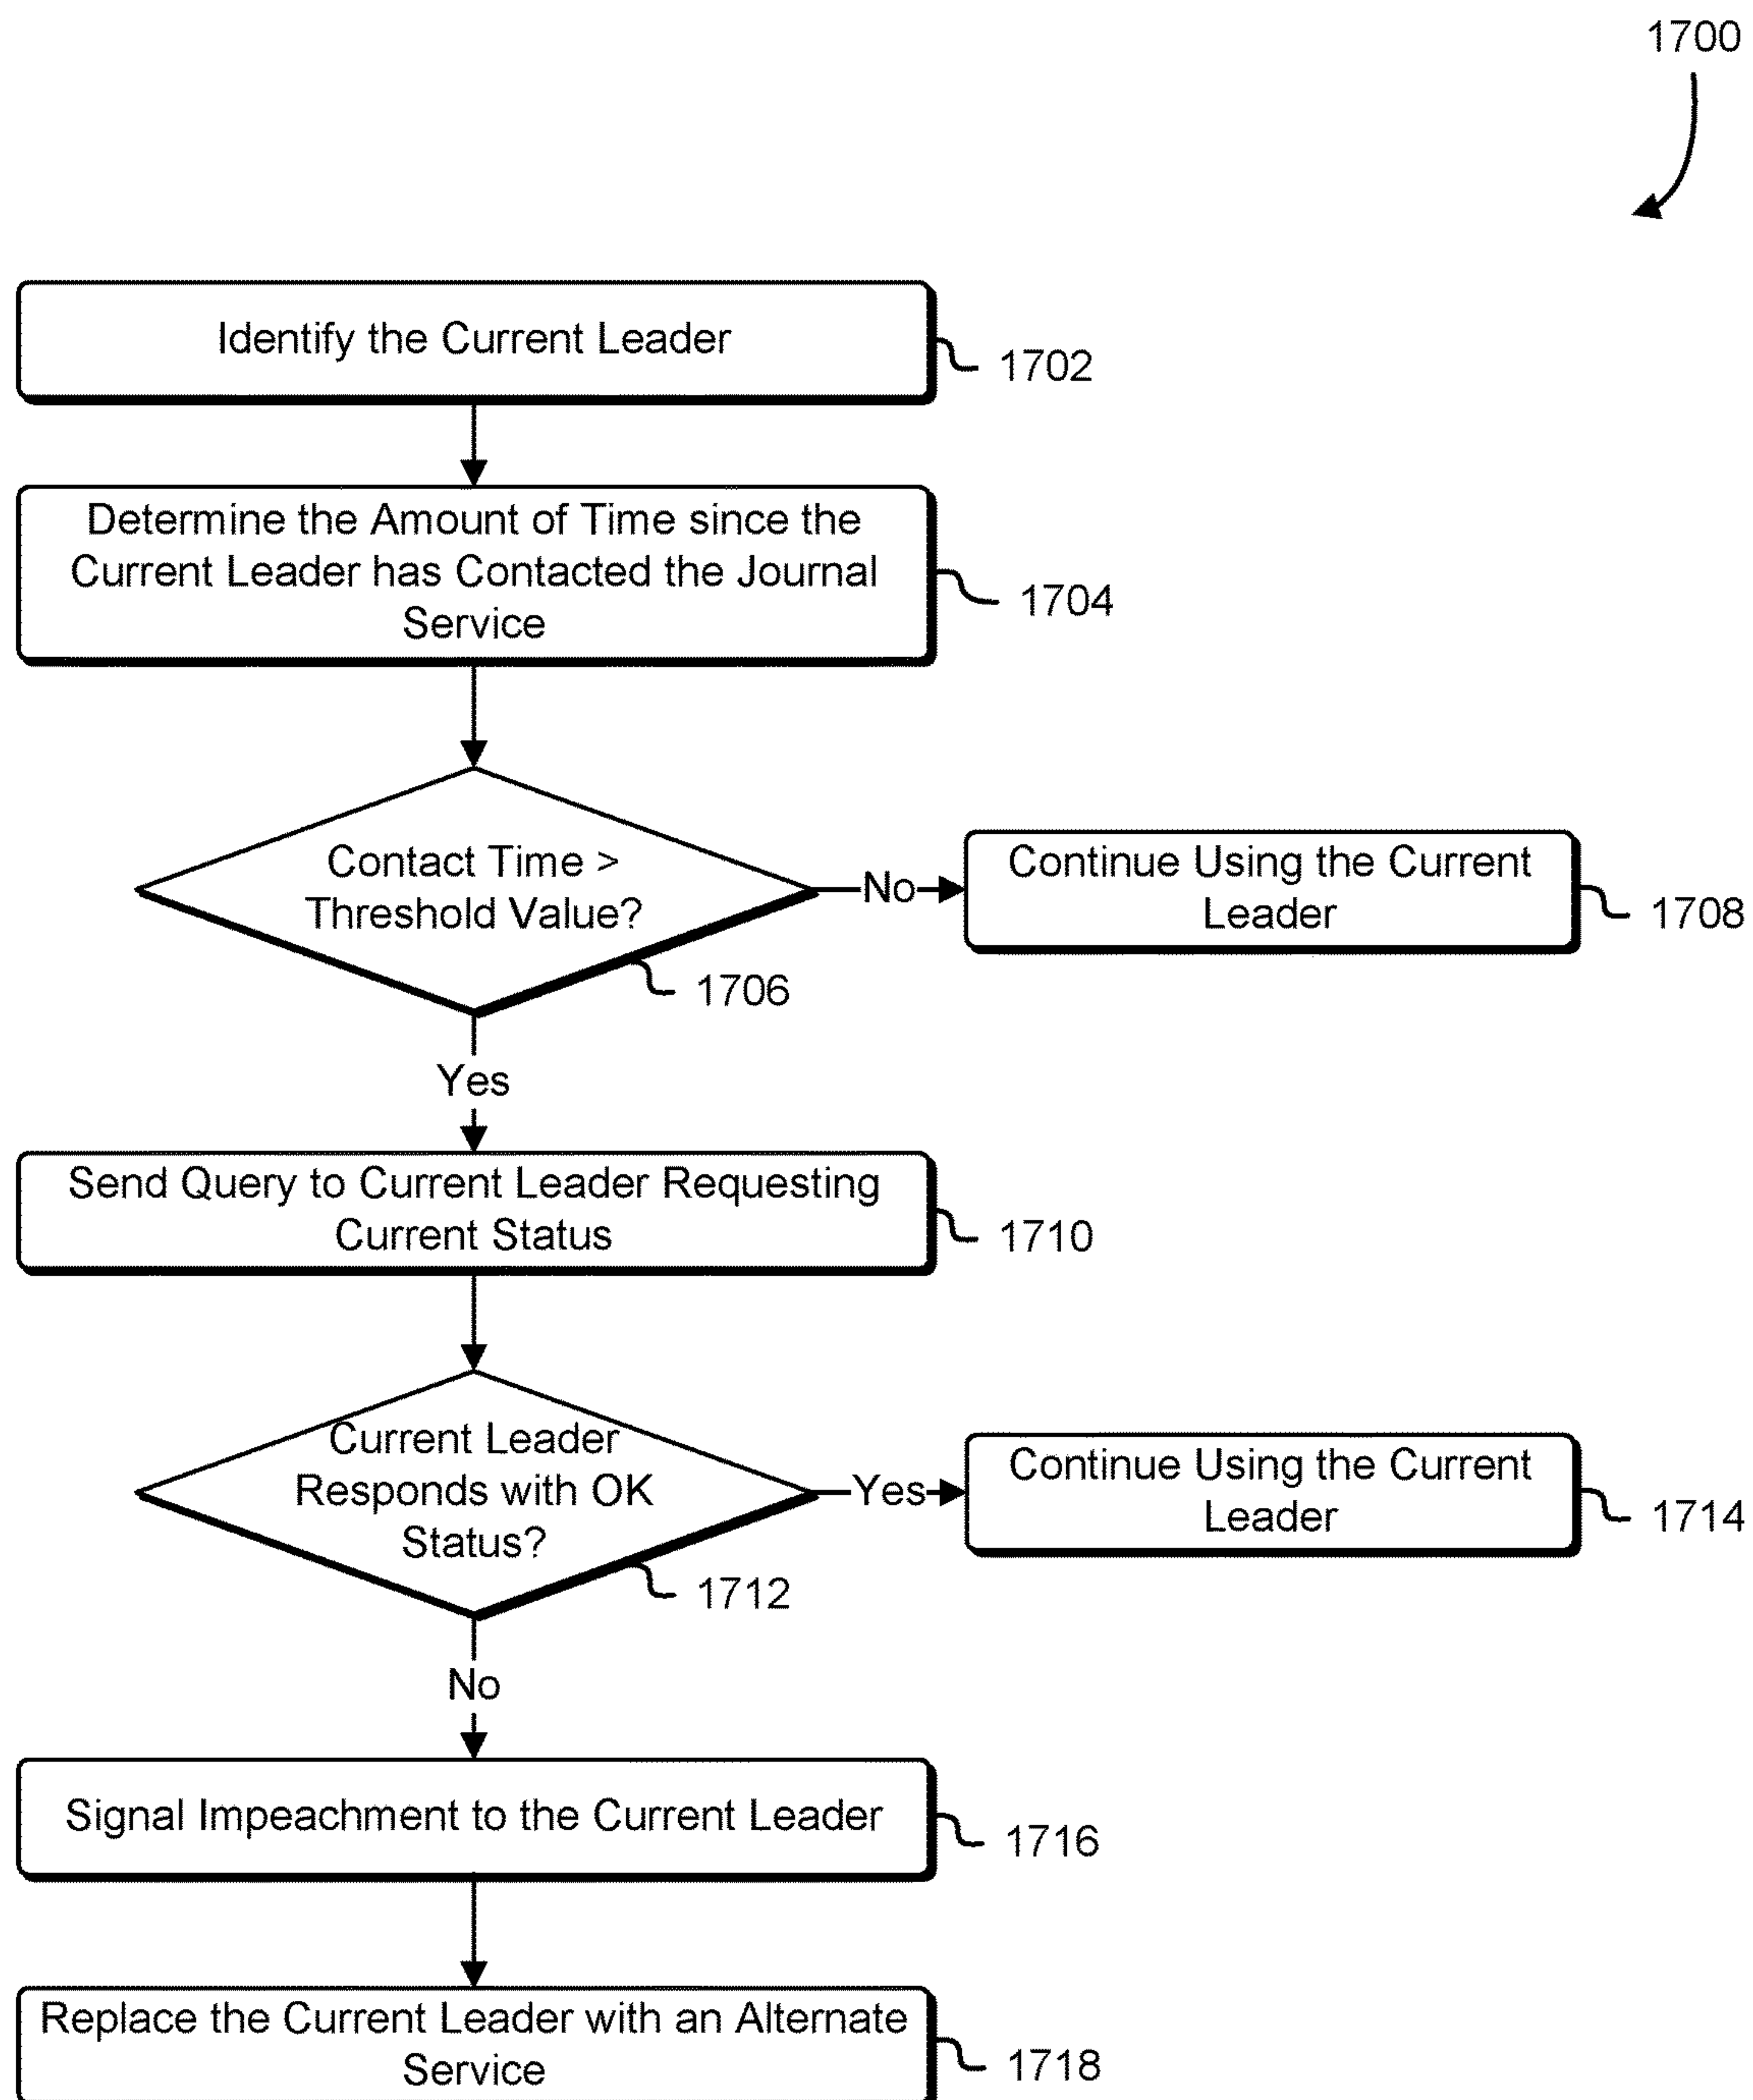 1700
Identify the Current Leader
1702
Determine the Amount of Time since the
Current Leader has Contacted the Journal
Service
1704
Contact Time >
Threshold Value?
No
Continue Using the Current
Leader
1708
1706
Yes
Send Query to Current Leader Requesting
Current Status
1710
Current Leader
Responds with OK
Status?
Yes
Continue Using the Current
Leader
1714
1712
No
Signal Impeachment to the Current Leader
1716
Replace the Current Leader with an Alternate
Service
1718